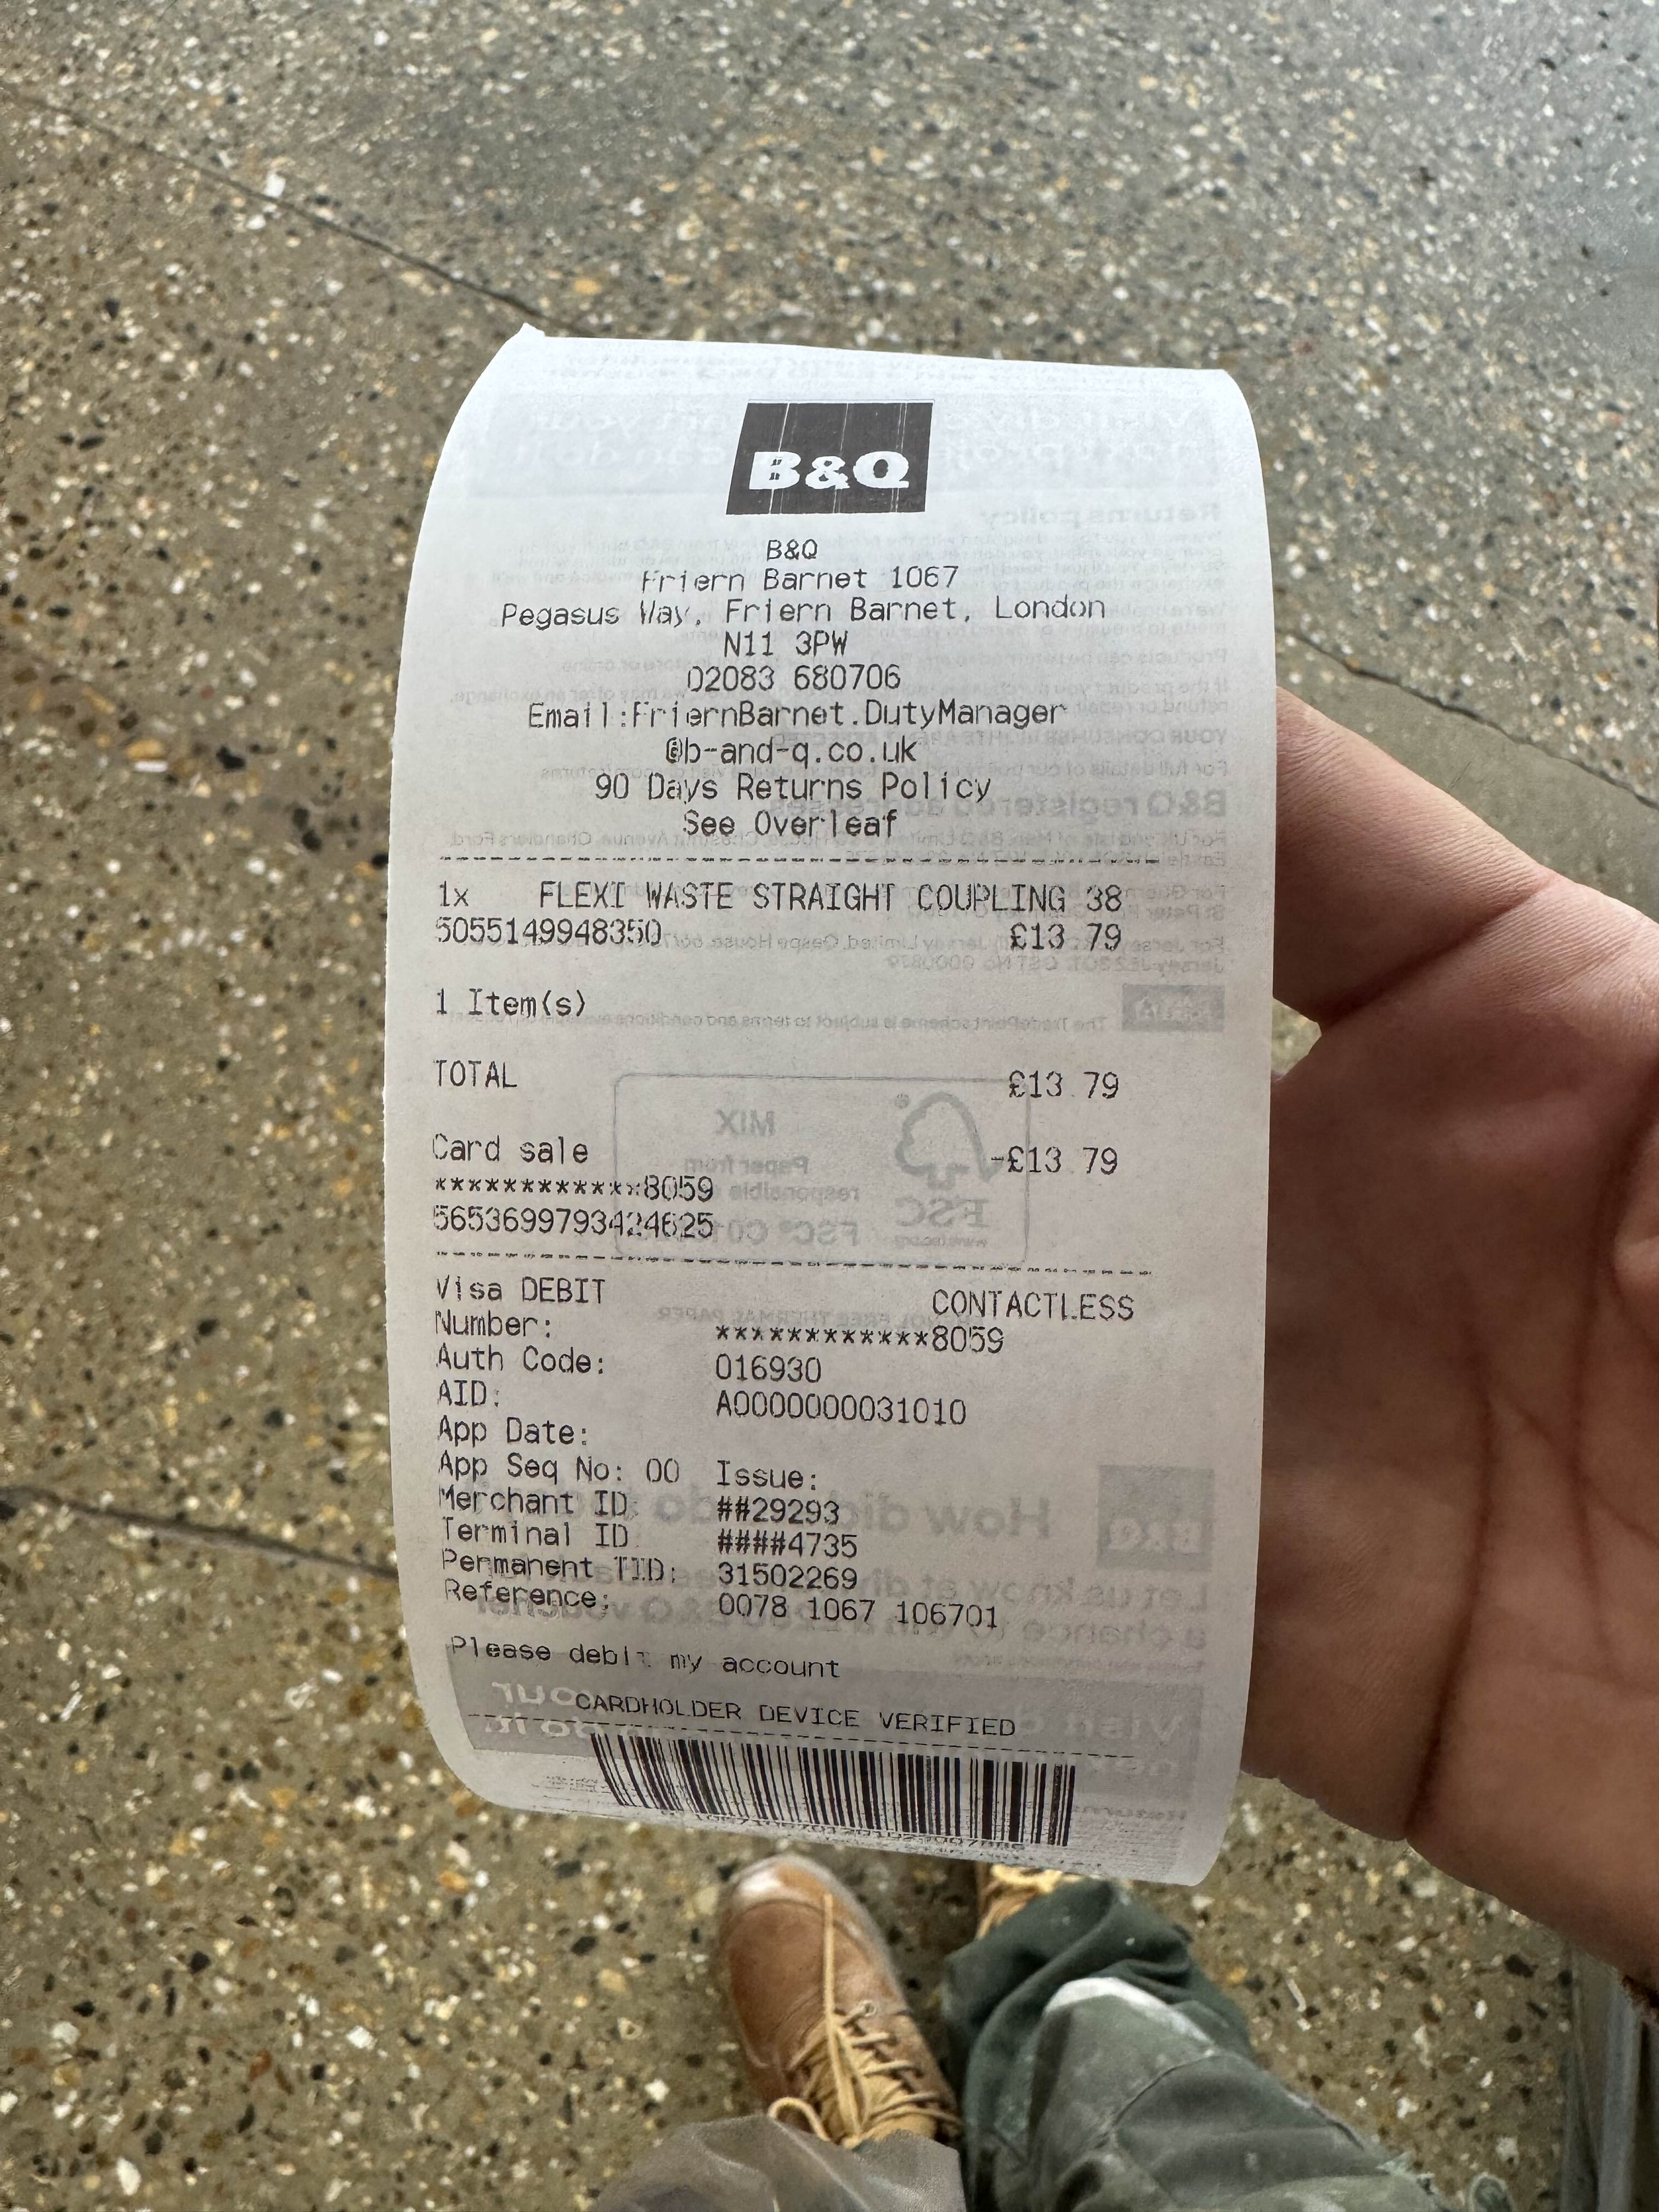 B&Q
B&Q
Friern Barnet 1067
Pegasus Way, Friern Barnet, London
N11 3PW
02083 680706
Email:FriernBarnet.DutyManager
@b-and-q.co.uk
90 Days Returns Policy
See Overleaf
1x FLEXI WASTE STRAIGHT COUPLING 38
5055149948350 £13.79
1 Item(s)
TOTAL £13.79
Card sale -£13.79
************8059
5653699793424625
Visa DEBIT CONTACTLESS
Number: ************8059
Auth Code: 016930
AID: A0000000031010
App Date:
App Seq No: 00 Issue:
Merchant ID: ##29293
Terminal ID ####4735
Permanent TID: 31502269
Reference: 0078 1067 106701
Please debit my account
CARDHOLDER DEVICE VERIFIED